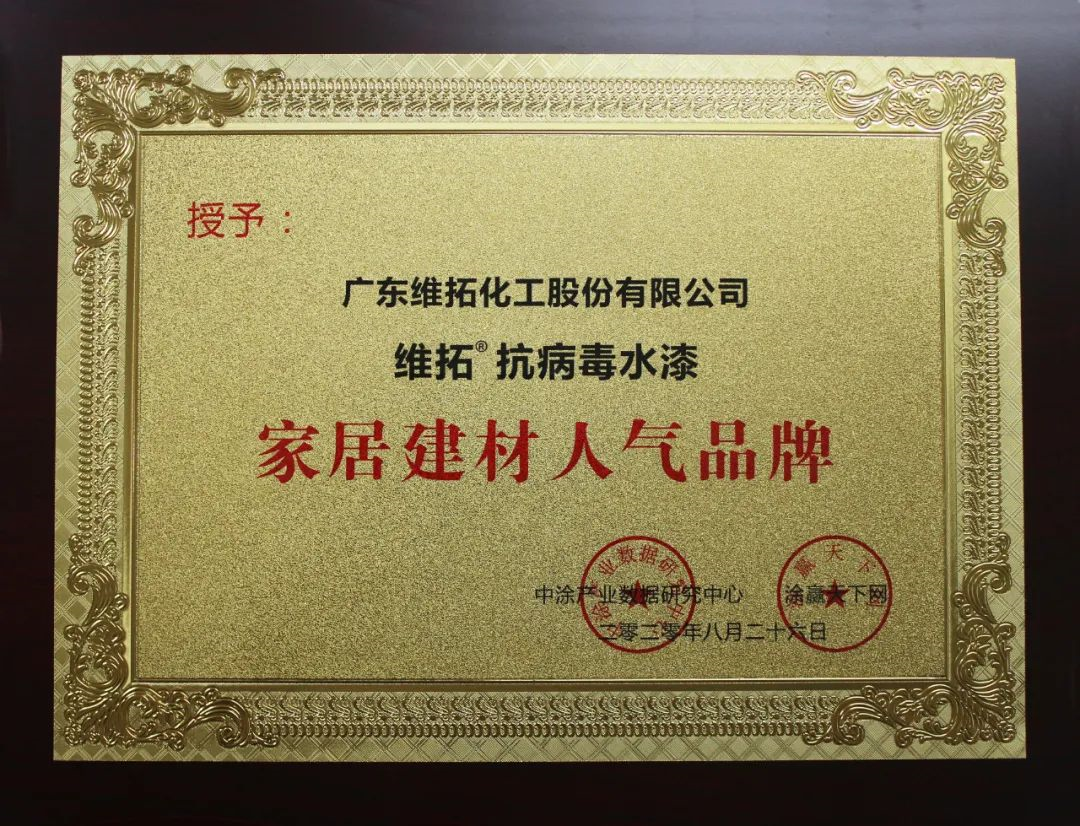 授予：
广东维拓化工股份有限公司
维拓® 抗病毒水漆
家居建材人气品牌
中涂产业数据研究中心 涂赢天下网
二零二零年八月二十六日